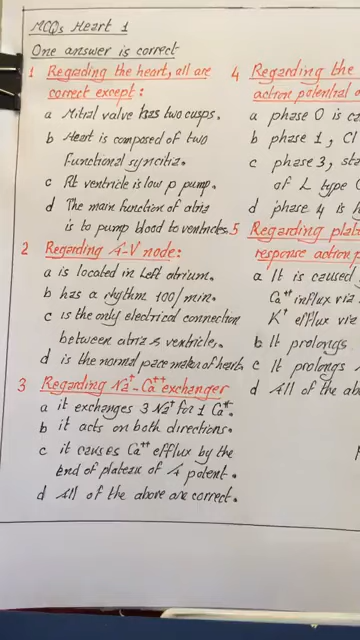 MCQs Heart 1
One answer is correct
1 Regarding the heart, all are
correct except:
a Mitral valve has two cusps.
b Heart is composed of two
Functional syncitia.
c Rt ventricle is low p pump.
d The main function of atria
is to pump blood to ventricles.
2 Regarding A-V node:
a is located in left atrium.
b has a rhythm 100/min.
c is the only electrical connection
between atria & ventricle.
d is the normal pacemaker of heart.
3 Regarding Na+-Ca++ exchanger
a it exchanges 3 Na+ for 1 Ca++.
b it acts on both directions.
c it causes Ca++ efflux by the
End of plateau of A potent.
d All of the above are correct.
4 Regarding the
action potential o
a phase 0 is ca
b phase 1, Cl
c phase 3, sta
of L type C
d phase 4 is
5 Regarding plat
response action p
a It is caused
Ca++ influx via
K+ efflux via
b It prolongs
c It prolongs
d All of the ab